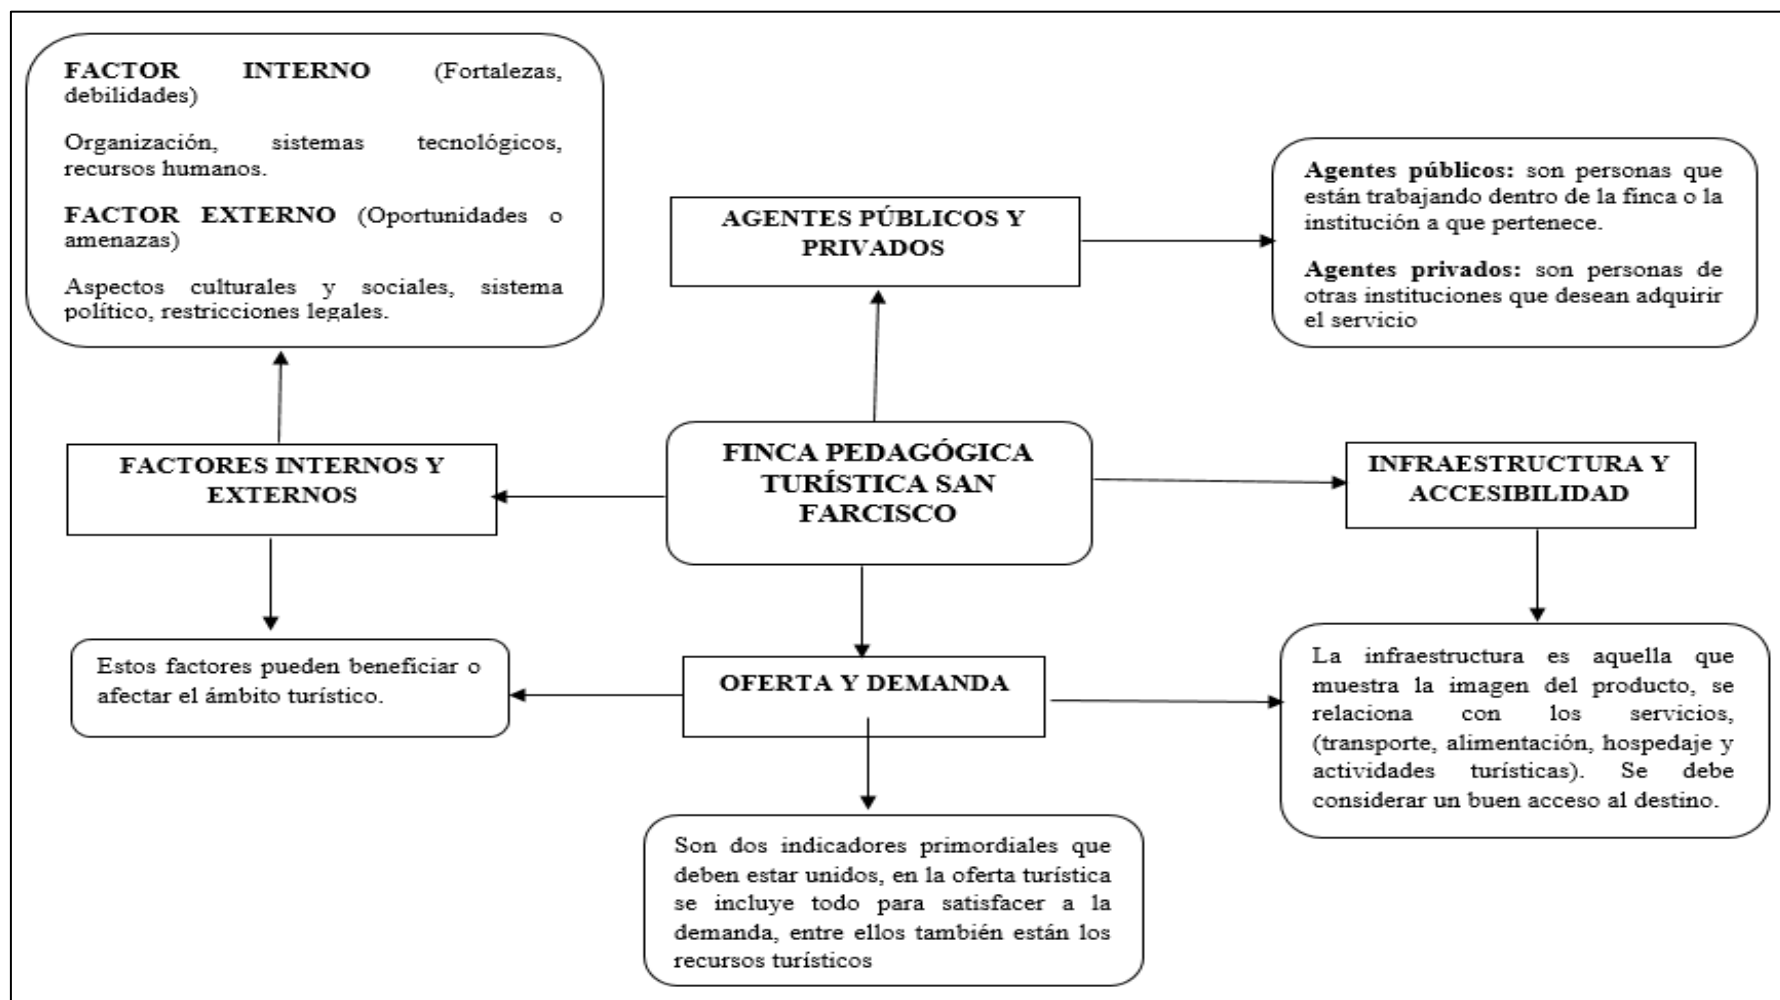 FACTOR INTERNO (Fortalezas,
debilidades)
Organización, sistemas tecnológicos,
recursos humanos.
FACTOR EXTERNO (Oportunidades o
amenazas)
Aspectos culturales y sociales, sistema
político, restricciones legales.
AGENTES PÚBLICOS Y
PRIVADOS
Agentes públicos: son personas que
están trabajando dentro de la finca o la
institución a que pertenece.
Agentes privados: son personas de
otras instituciones que desean adquirir
el servicio
FACTORES INTERNOS Y
EXTERNOS
FINCA PEDAGÓGICA
TURÍSTICA SAN
FARCISCO
INFRAESTRUCTURA Y
ACCESIBILIDAD
Estos factores pueden beneficiar o
afectar el ámbito turístico.
OFERTA Y DEMANDA
La infraestructura es aquella que
muestra la imagen del producto, se
relaciona con los servicios,
(transporte, alimentación, hospedaje y
actividades turísticas). Se debe
considerar un buen acceso al destino.
Son dos indicadores primordiales que
deben estar unidos, en la oferta turística
se incluye todo para satisfacer a la
demanda, entre ellos también están los
recursos turísticos